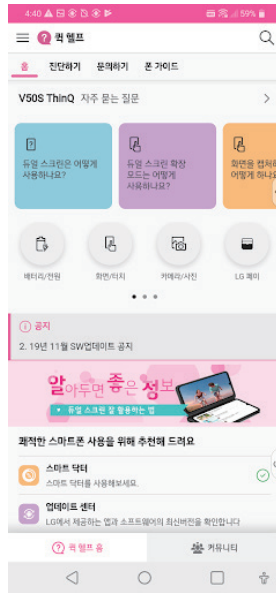 4:40
59%
퀵 헬프
홈 진단하기 문의하기 폰 가이드
V50S ThinQ 자주 묻는 질문
듀얼 스크린은 어떻게
사용하나요?
듀얼 스크린 확장
모드는 어떻게
사용하나요?
화면을 캡처
어떻게 하나요
배터리/전원
화면/터치
카메라/사진
LG 페이
공지
2. 19년 11월 SW업데이트 공지
알아두면 좋은 정보
듀얼 스크린 잘 활용하는 법
쾌적한 스마트폰 사용을 위해 추천해 드려요
스마트 닥터
스마트 닥터를 사용해보세요.
업데이트 센터
LG에서 제공하는 앱과 소프트웨어의 최신버전을 확인합니다
퀵 헬프 홈
커뮤니티